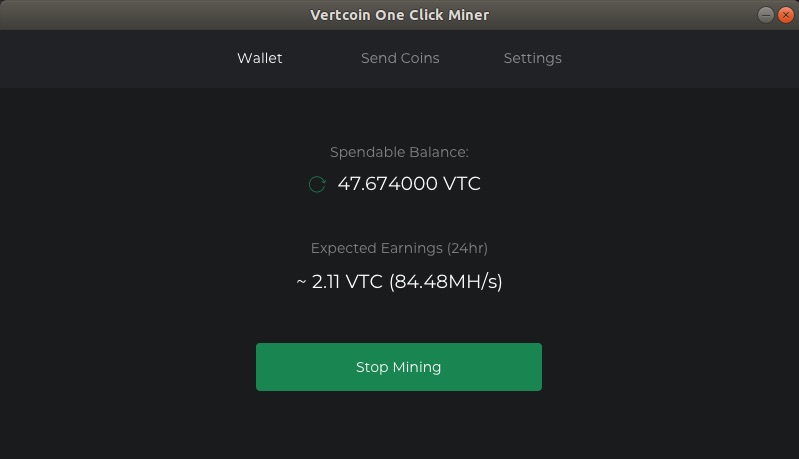 Vertcoin One Click Miner
Wallet Send Coins Settings
Spendable Balance:
47.674000 VTC
Expected Earnings (24hr)
~ 2.11 VTC (84.48MH/s)
Stop Mining